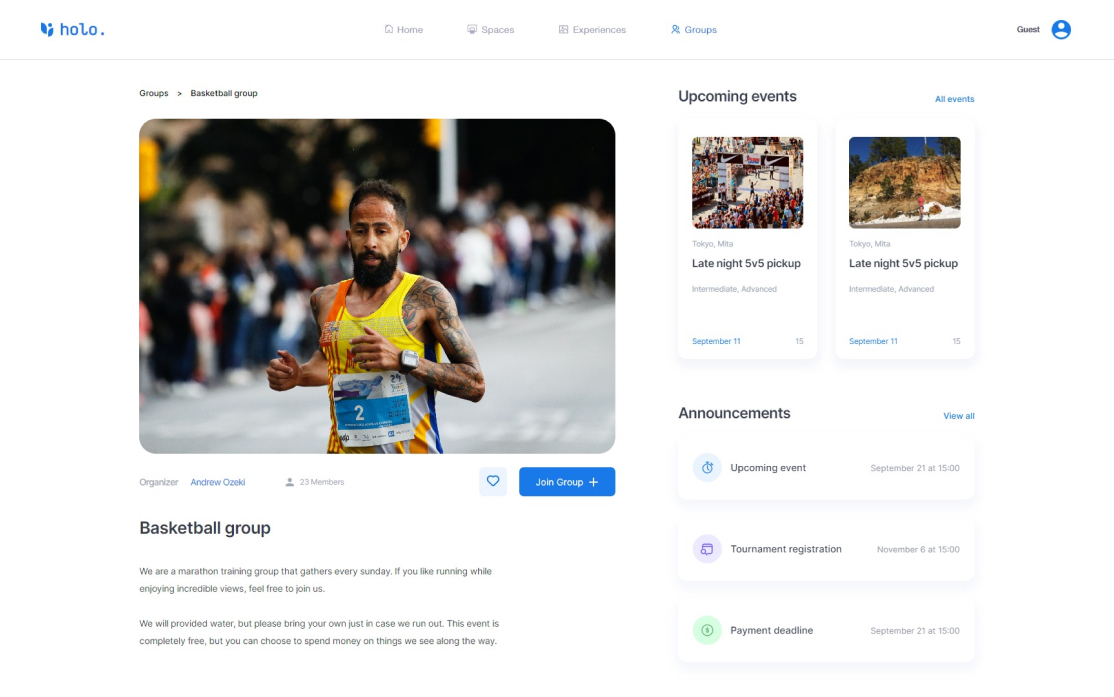 holo.
Home
Spaces
Experiences
Groups
Guest
Groups > Basketball group
2
Organizer Andrew Ozeki
23 Members
Join Group +
Basketball group
We are a marathon training group that gathers every sunday. If you like running while
enjoying incredible views, feel free to join us.
We will provided water, but please bring your own just in case we run out. This event is
completely free, but you can choose to spend money on things we see along the way.
Upcoming events
All events
Tokyo, Mita
Late night 5v5 pickup
Intermediate, Advanced
September 11
15
Tokyo, Mita
Late night 5v5 pickup
Intermediate, Advanced
September 11
15
Announcements
View all
Upcoming event
September 21 at 15:00
Tournament registration
November 6 at 15:00
$
Payment deadline
September 21 at 15:00